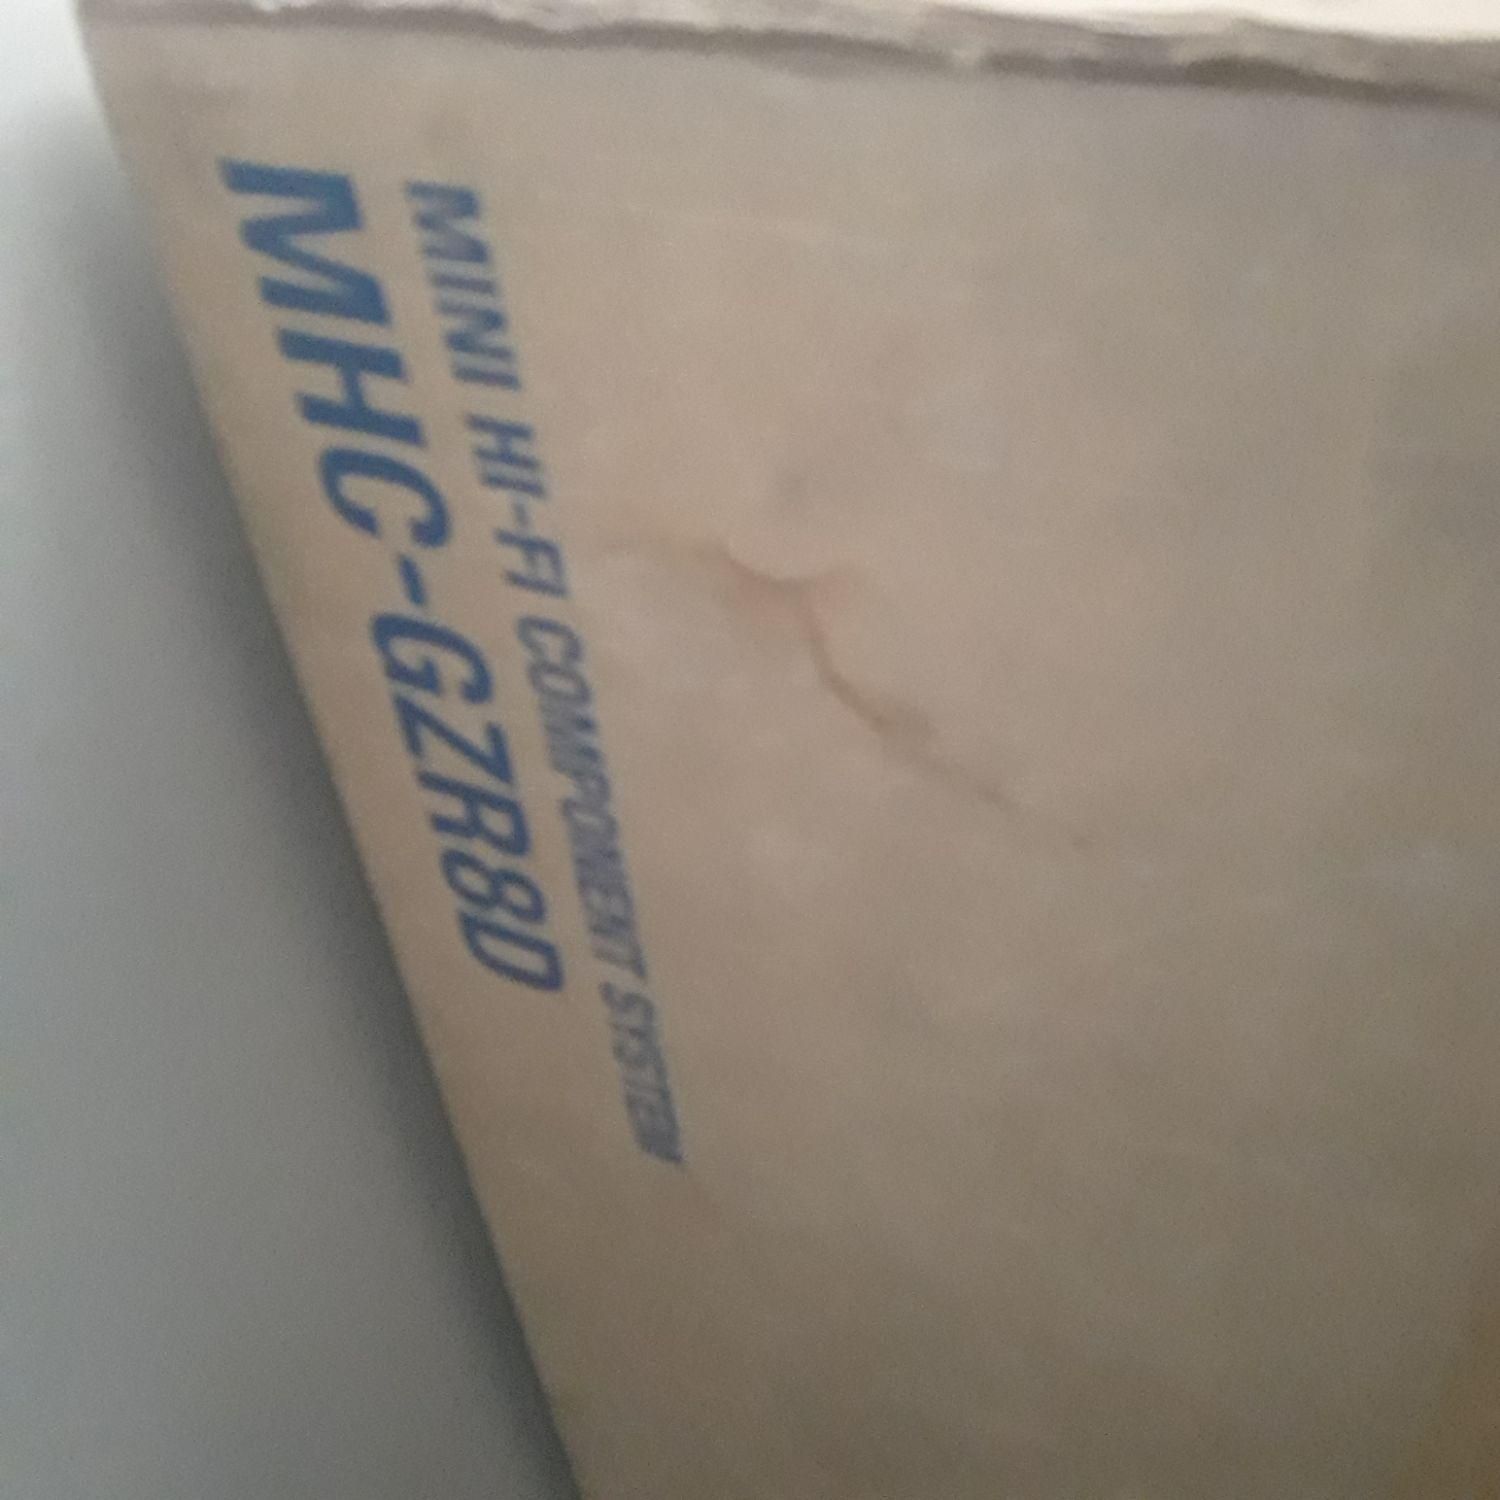 MHC-GZR8D
MINI HI-FI COMPONENT SYSTEM